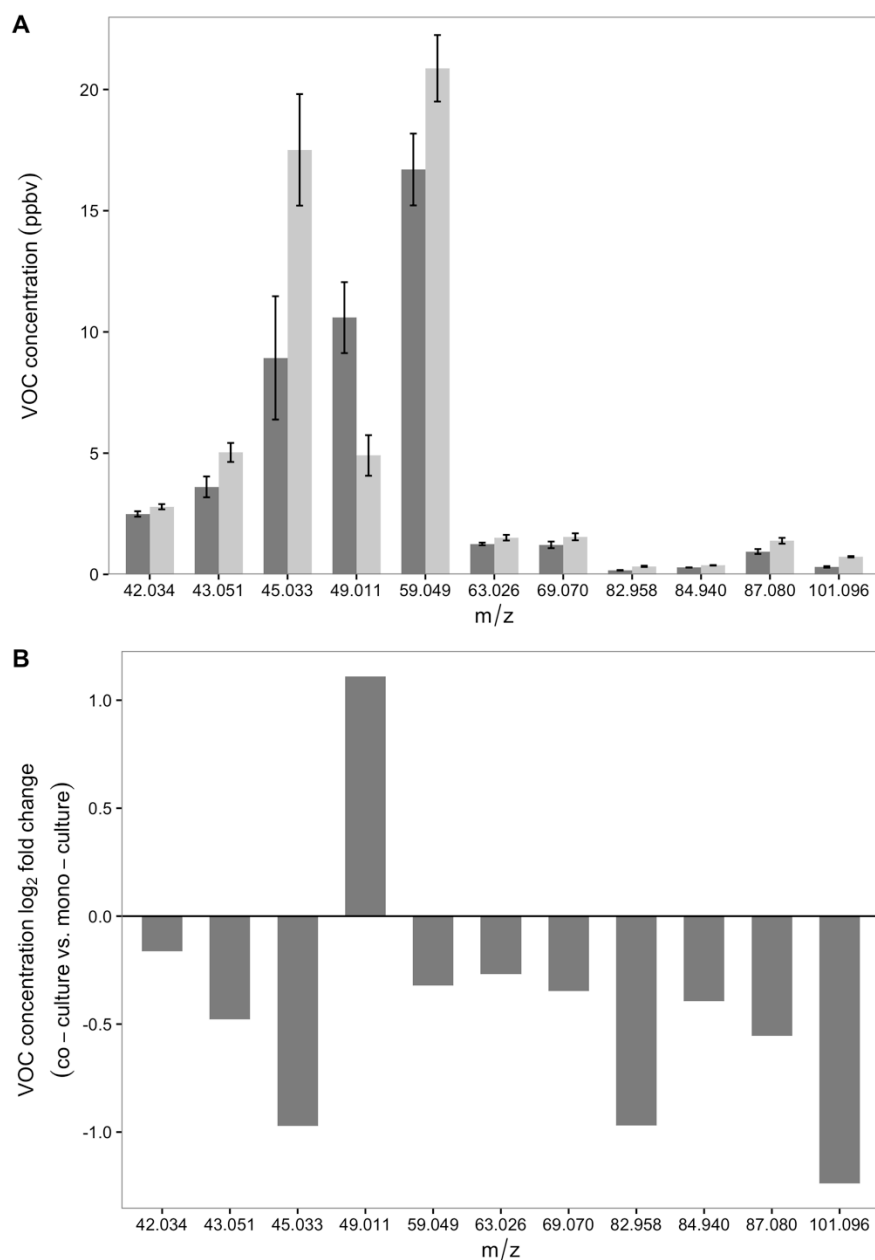 A
VOC concentration (ppbv)
20
15
10
5
0
42.034 43.051 45.033 49.011 59.049 63.026 69.070 82.958 84.940 87.080 101.096
m/z
B
VOC concentration log₂ fold change
(co – culture vs. mono – culture)
1.0
0.5
0.0
-0.5
-1.0
42.034 43.051 45.033 49.011 59.049 63.026 69.070 82.958 84.940 87.080 101.096
m/z